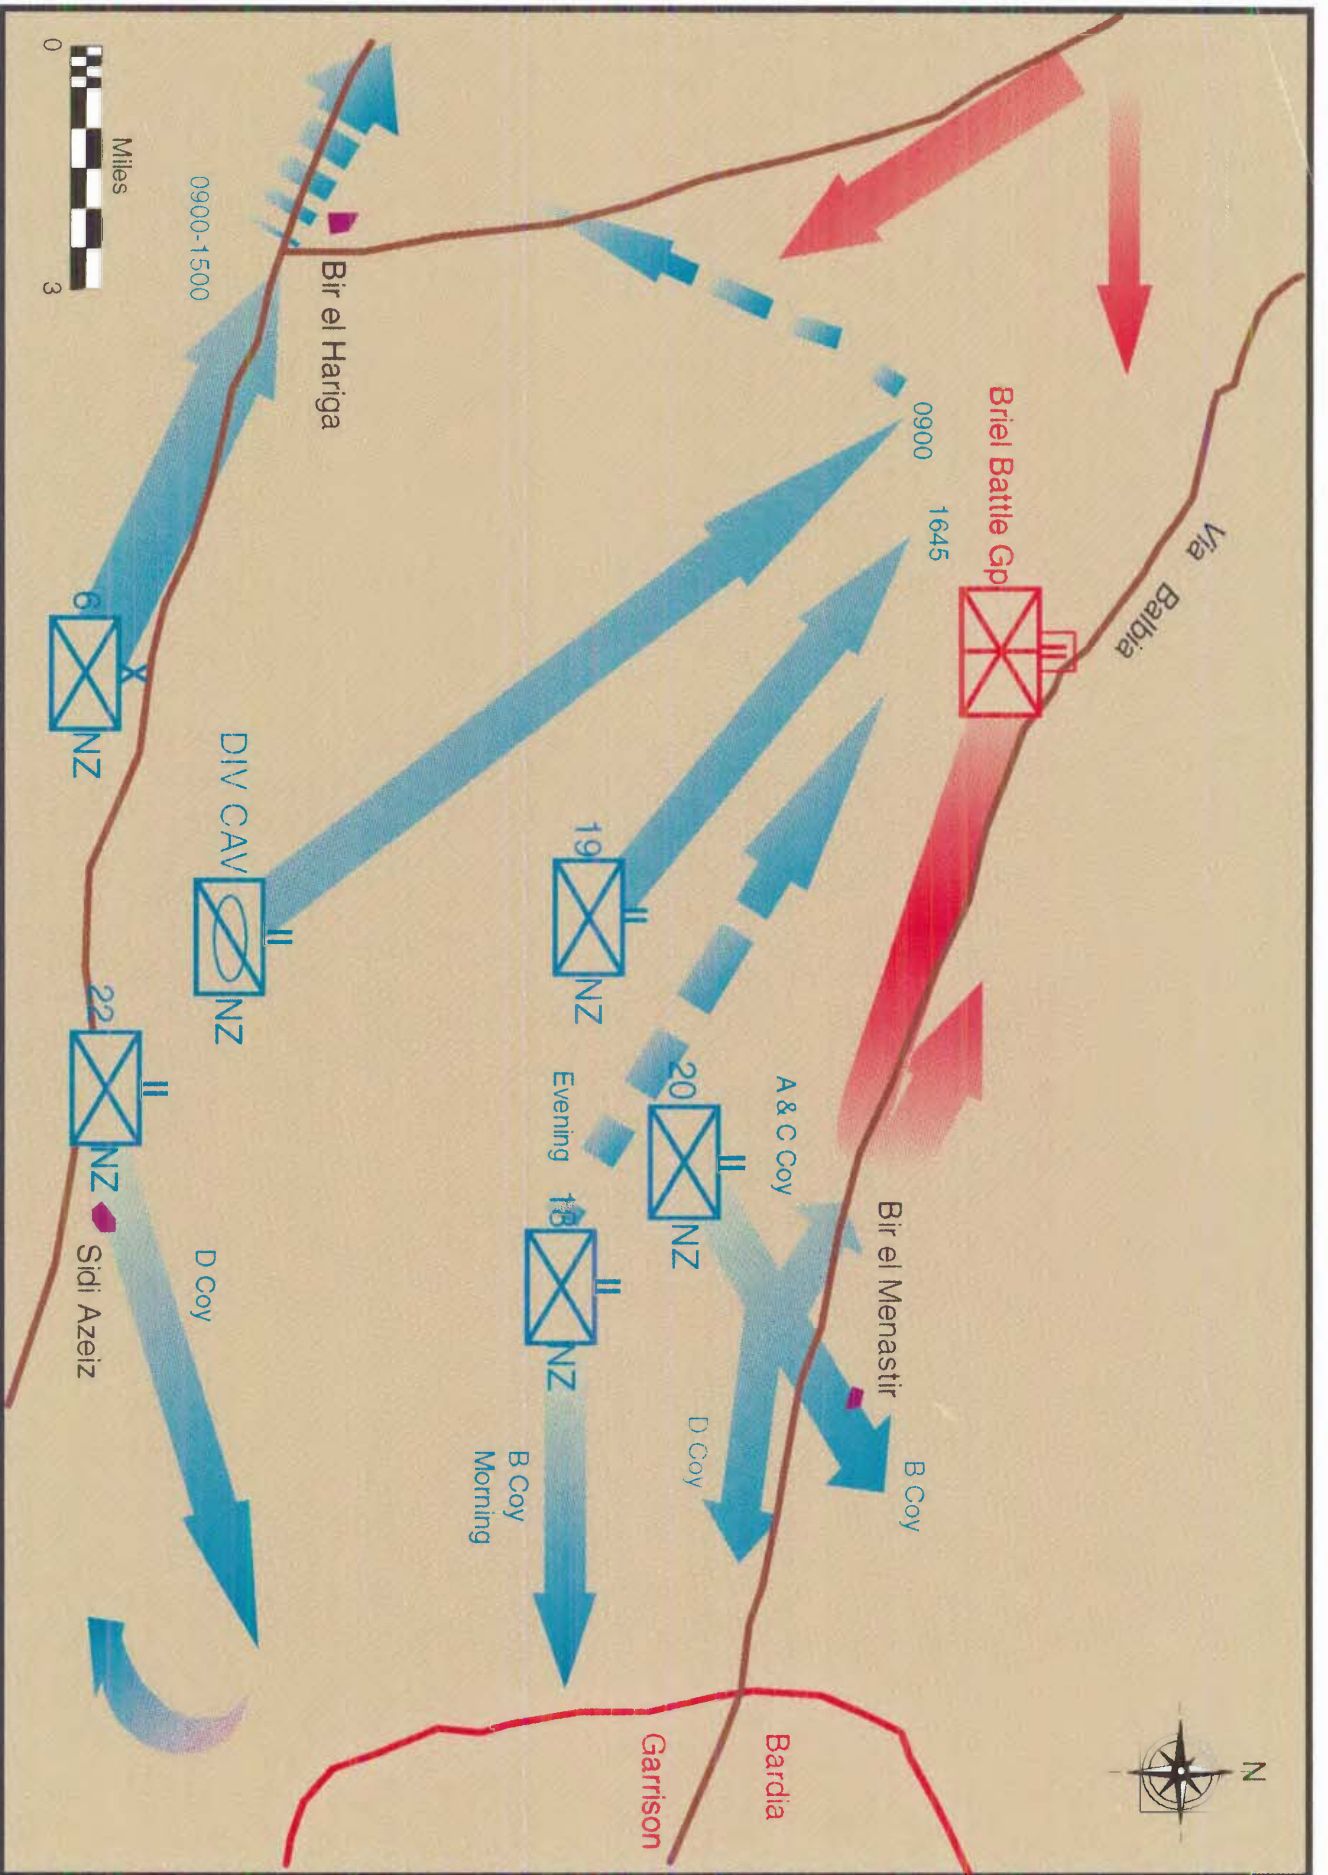 N
Via Balbia
Briel Battle Gp
0900
1645
Bir el Menastir
B Coy
Bardia
Garrison
A & C Coy
D Coy
20
NZ
19
NZ
Evening
18
NZ
B Coy
Morning
Bir el Hariga
DIV CAV
NZ
0900-1500
D Coy
6
NZ
22
NZ
Sidi Azeiz
Miles
0 3